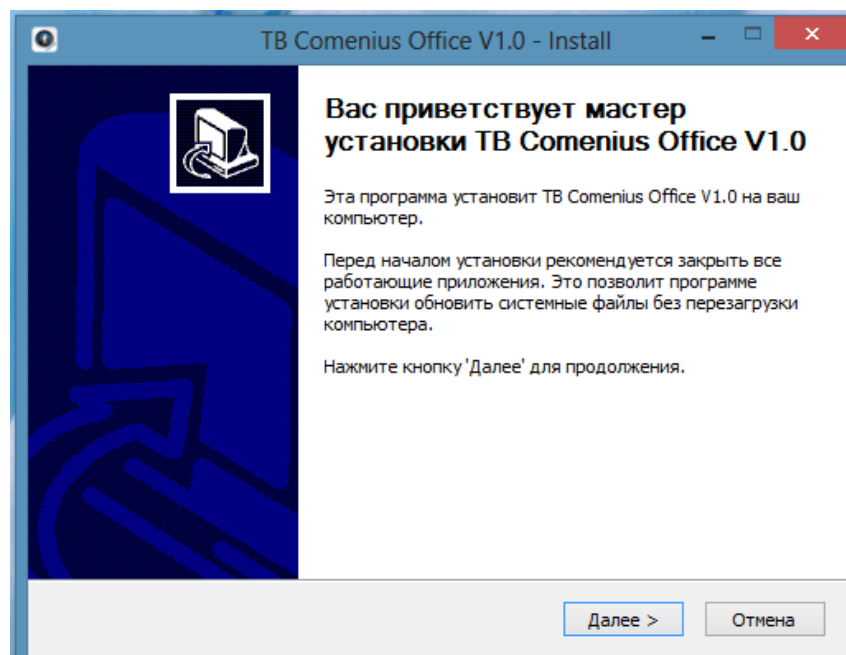 TB Comenius Office V1.0 - Install
Вас приветствует мастер
установки TB Comenius Office V1.0
Эта программа установит TB Comenius Office V1.0 на ваш
компьютер.
Перед началом установки рекомендуется закрыть все
работающие приложения. Это позволит программе
установки обновить системные файлы без перезагрузки
компьютера.
Нажмите кнопку 'Далее' для продолжения.
Далее >
Отмена